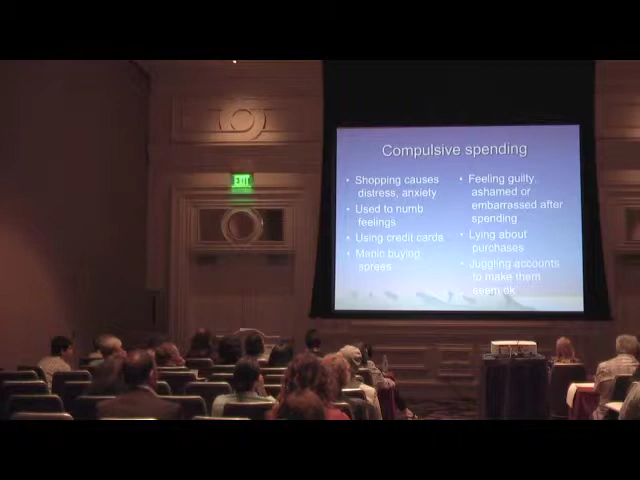 EXIT
Compulsive spending
• Shopping causes
distress, anxiety
• Used to numb
feelings
• Using credit cards
• Manic buying
sprees
• Feeling guilty,
ashamed or
embarrassed after
spending
• Lying about
purchases
• Juggling accounts
to make them
seem ok